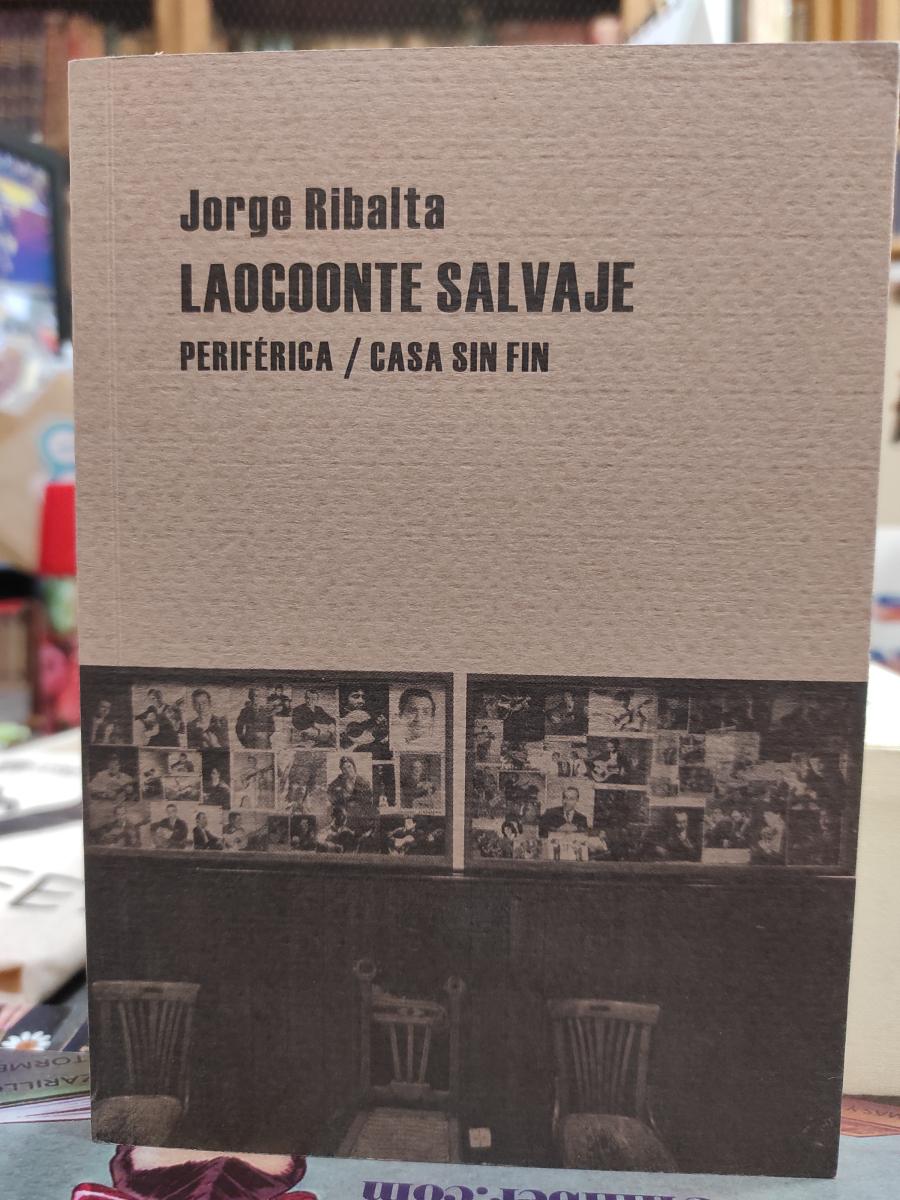 Jorge Ribalta
LAOCOONTE SALVAJE
PERIFÉRICA / CASA SIN FIN